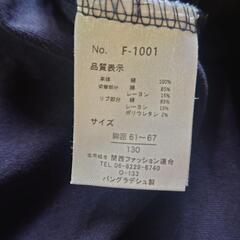 No. F-1001
品質表示
本体 綿 100%
切替部分 綿 85%
レーヨン 15%
リブ部分 綿 83%
レーヨン 15%
ポリウレタン 2%
サイズ
胸囲 61~67
130
関西ファッション連合
TEL 06-6228-6740
O-133
バングラデシュ製